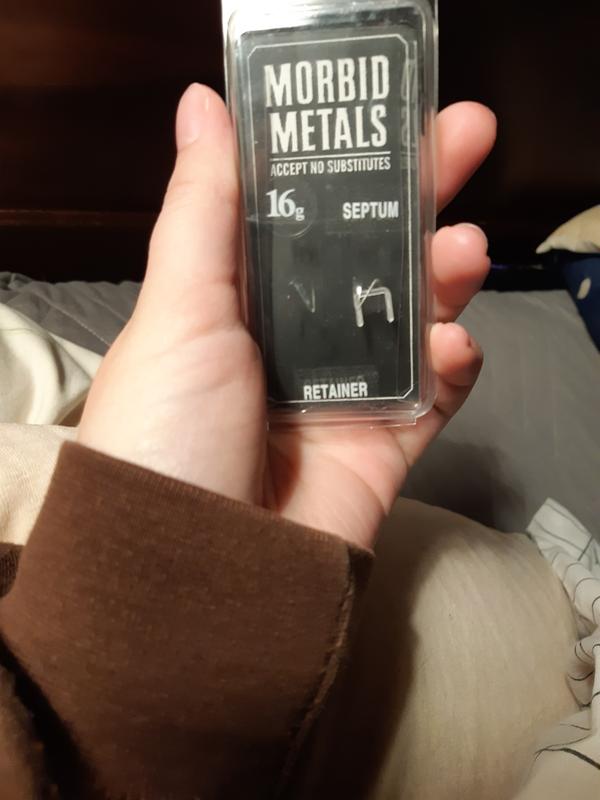 MORBID
METALS
ACCEPT NO SUBSTITUTES
16g SEPTUM
RETAINER